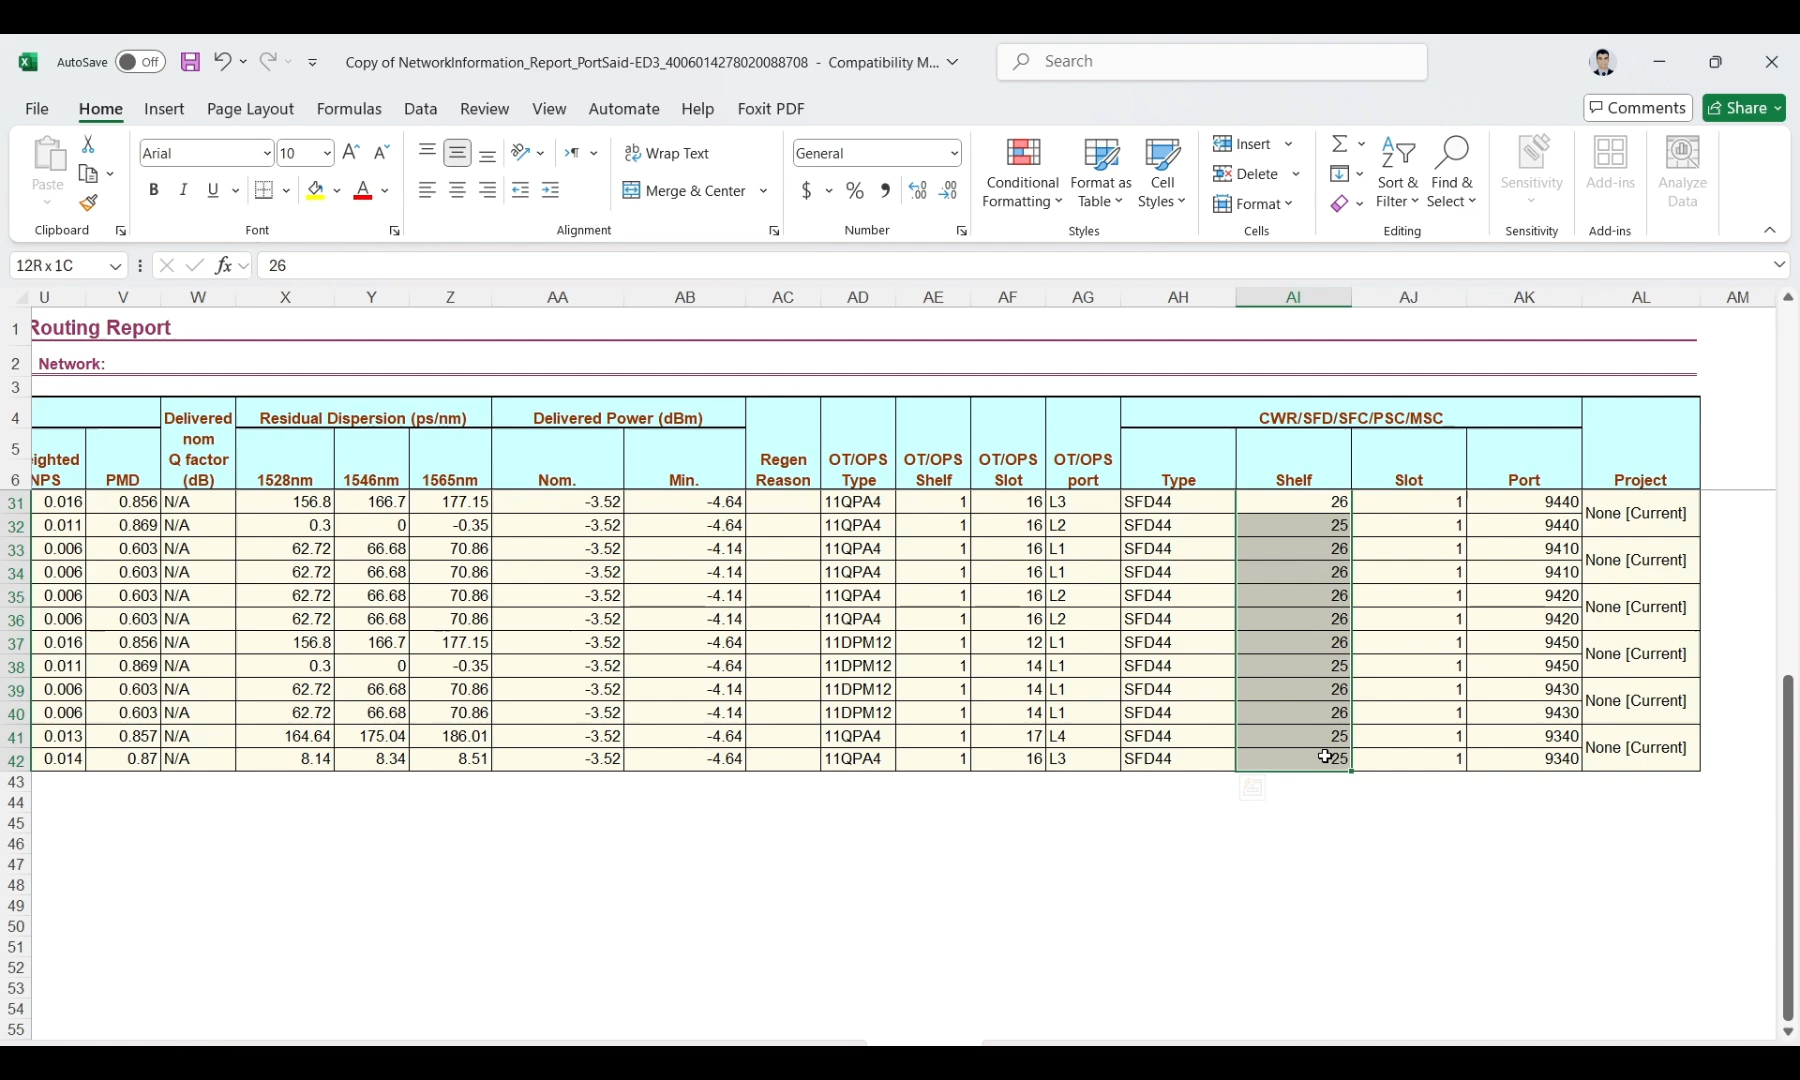 AutoSave Off Copy of NetworkInformation_Report_PortSaid-ED3_4006014278020088708 - Compatibility M... Search
File Home Insert Page Layout Formulas Data Review View Automate Help Foxit PDF Comments Share
Arial 10 Wrap Text General Insert
Paste Conditional Format as Cell Delete Sort & Find & Sensitivity Add-ins Analyze
B I U Merge & Center $ % Formatting Table Styles Format Filter Select Data
Clipboard Font Alignment Number Styles Cells Editing Sensitivity Add-ins
12R x 1C fx 26
U V W X Y Z AA AB AC AD AE AF AG AH AI AJ AK AL AM
1 Routing Report
2 Network:
3
4 Delivered Residual Dispersion (ps/nm) Delivered Power (dBm) CWR/SFD/SFC/PSC/MSC
nom
5 eighted Q factor Regen OT/OPS OT/OPS OT/OPS OT/OPS
6 NPS PMD (dB) 1528nm 1546nm 1565nm Nom. Min. Reason Type Shelf Slot port Type Shelf Slot Port Project
31 0.016 0.856 N/A 156.8 166.7 177.15 -3.52 -4.64 11QPA4 1 16 L3 SFD44 26 1 9440 None [Current]
32 0.011 0.869 N/A 0.3 0 -0.35 -3.52 -4.64 11QPA4 1 16 L2 SFD44 25 1 9440
33 0.006 0.603 N/A 62.72 66.68 70.86 -3.52 -4.14 11QPA4 1 16 L1 SFD44 26 1 9410 None [Current]
34 0.006 0.603 N/A 62.72 66.68 70.86 -3.52 -4.14 11QPA4 1 16 L1 SFD44 26 1 9410
35 0.006 0.603 N/A 62.72 66.68 70.86 -3.52 -4.14 11QPA4 1 16 L2 SFD44 26 1 9420 None [Current]
36 0.006 0.603 N/A 62.72 66.68 70.86 -3.52 -4.14 11QPA4 1 16 L2 SFD44 26 1 9420
37 0.016 0.856 N/A 156.8 166.7 177.15 -3.52 -4.64 11DPM12 1 12 L1 SFD44 26 1 9450 None [Current]
38 0.011 0.869 N/A 0.3 0 -0.35 -3.52 -4.64 11DPM12 1 14 L1 SFD44 25 1 9450
39 0.006 0.603 N/A 62.72 66.68 70.86 -3.52 -4.14 11DPM12 1 14 L1 SFD44 26 1 9430 None [Current]
40 0.006 0.603 N/A 62.72 66.68 70.86 -3.52 -4.14 11DPM12 1 14 L1 SFD44 26 1 9430
41 0.013 0.857 N/A 164.64 175.04 186.01 -3.52 -4.64 11QPA4 1 17 L4 SFD44 25 1 9340 None [Current]
42 0.014 0.87 N/A 8.14 8.34 8.51 -3.52 -4.64 11QPA4 1 16 L3 SFD44 25 1 9340
43
44
45
46
47
48
49
50
51
52
53
54
55